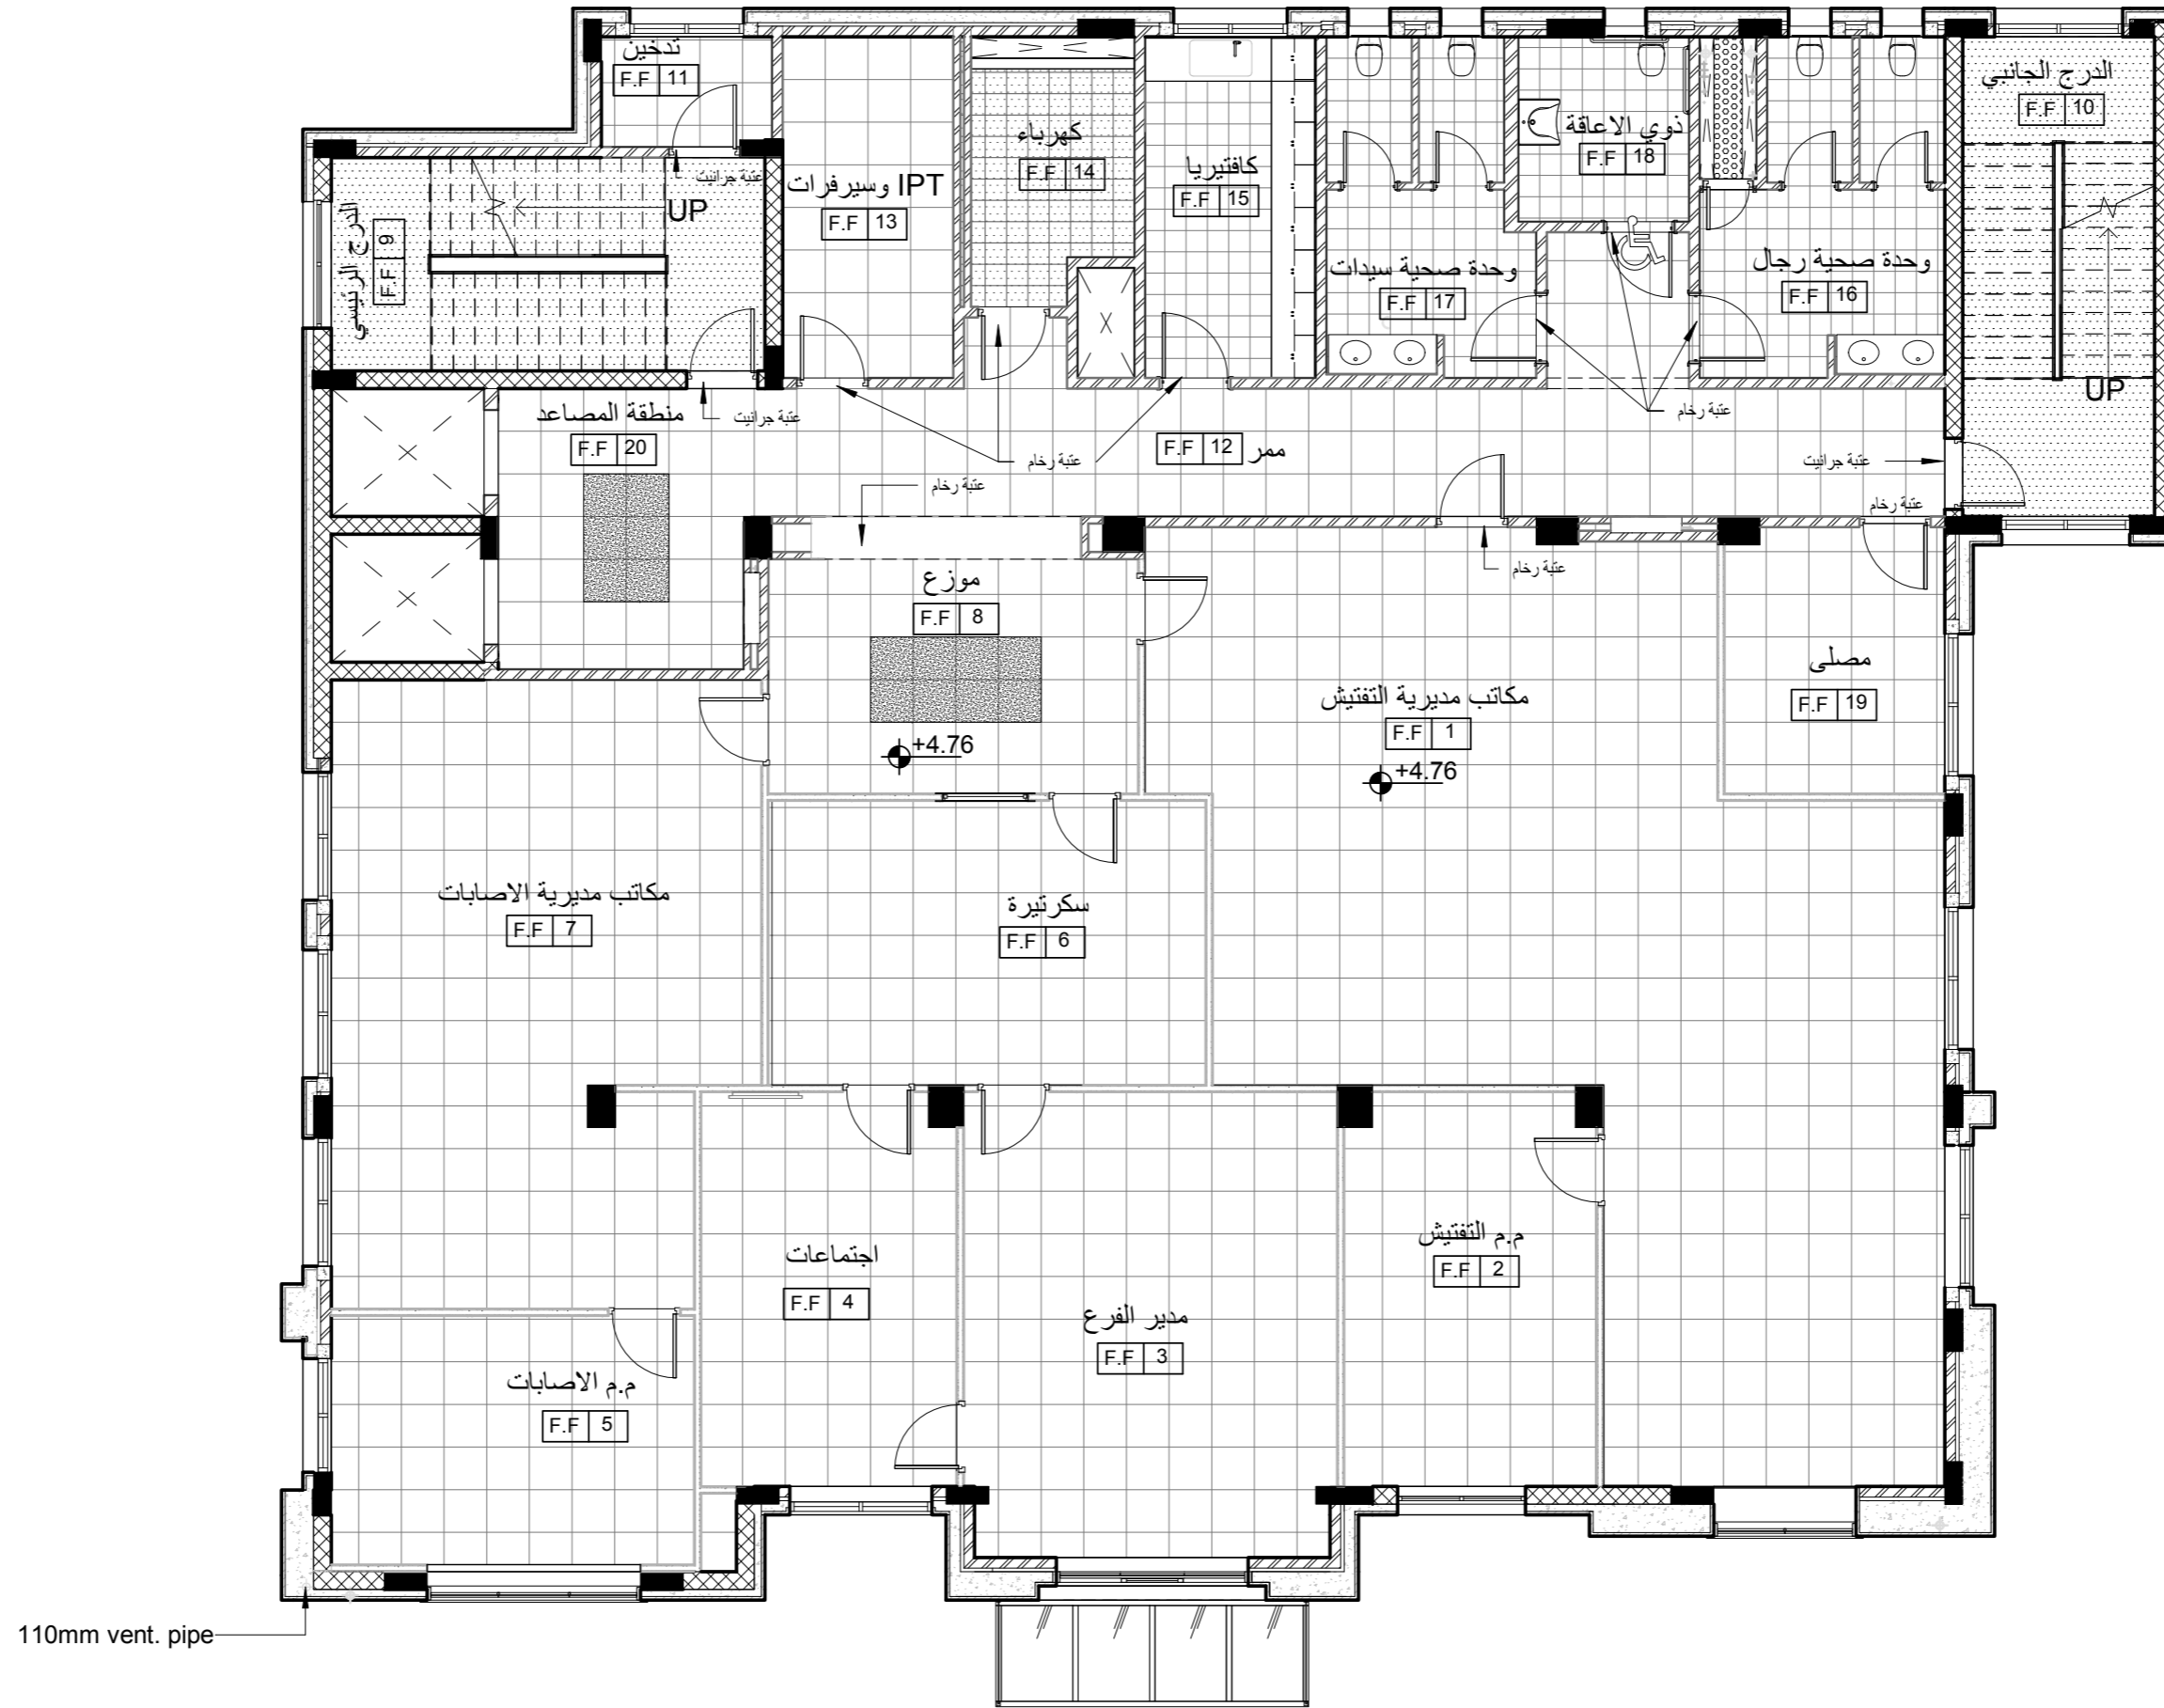 تدخين
F.F 11
الدرج الجانبي
F.F 10
UP
كهرباء
F.F 14
ذوي الاعاقة
F.F 18
كافتيريا
F.F 15
IPT وسيرفرات
F.F 13
عتبة جرانيت
UP
الدرج الرئيسي
F.F 9
وحدة صحية سيدات
F.F 17
وحدة صحية رجال
F.F 16
منطقة المصاعد
F.F 20
عتبة جرانيت
عتبة رخام
ممر
F.F 12
عتبة رخام
عتبة جرانيت
عتبة رخام
عتبة رخام
عتبة رخام
موزع
F.F 8
+4.76
مصلى
F.F 19
مكاتب مديرية التفتيش
F.F 1
+4.76
مكاتب مديرية الاصابات
F.F 7
سكرتيرة
F.F 6
م.م التفتيش
F.F 2
اجتماعات
F.F 4
مدير الفرع
F.F 3
م.م الاصابات
F.F 5
110mm vent. pipe